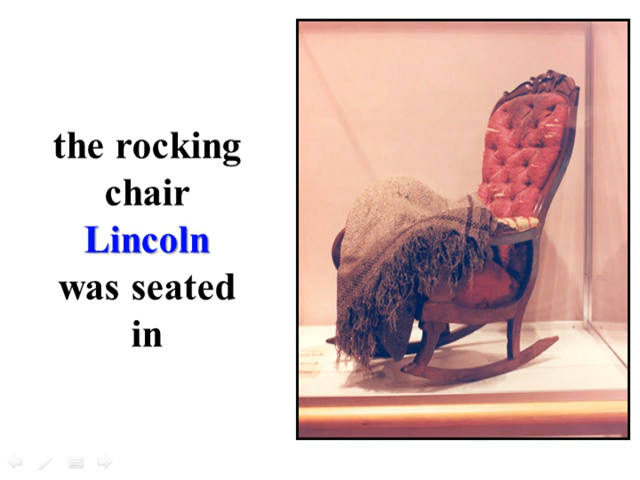 the rocking
chair
Lincoln
was seated
in